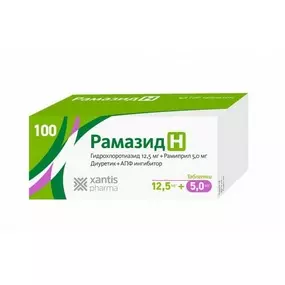 100
Рамазид Н
Гидрохлоротиазид 12,5 мг + Рамиприл 5,0 мг
Диуретик + АПФ ингибитор
xantis
pharma
Таблетки
12,5 мг + 5,0 мг